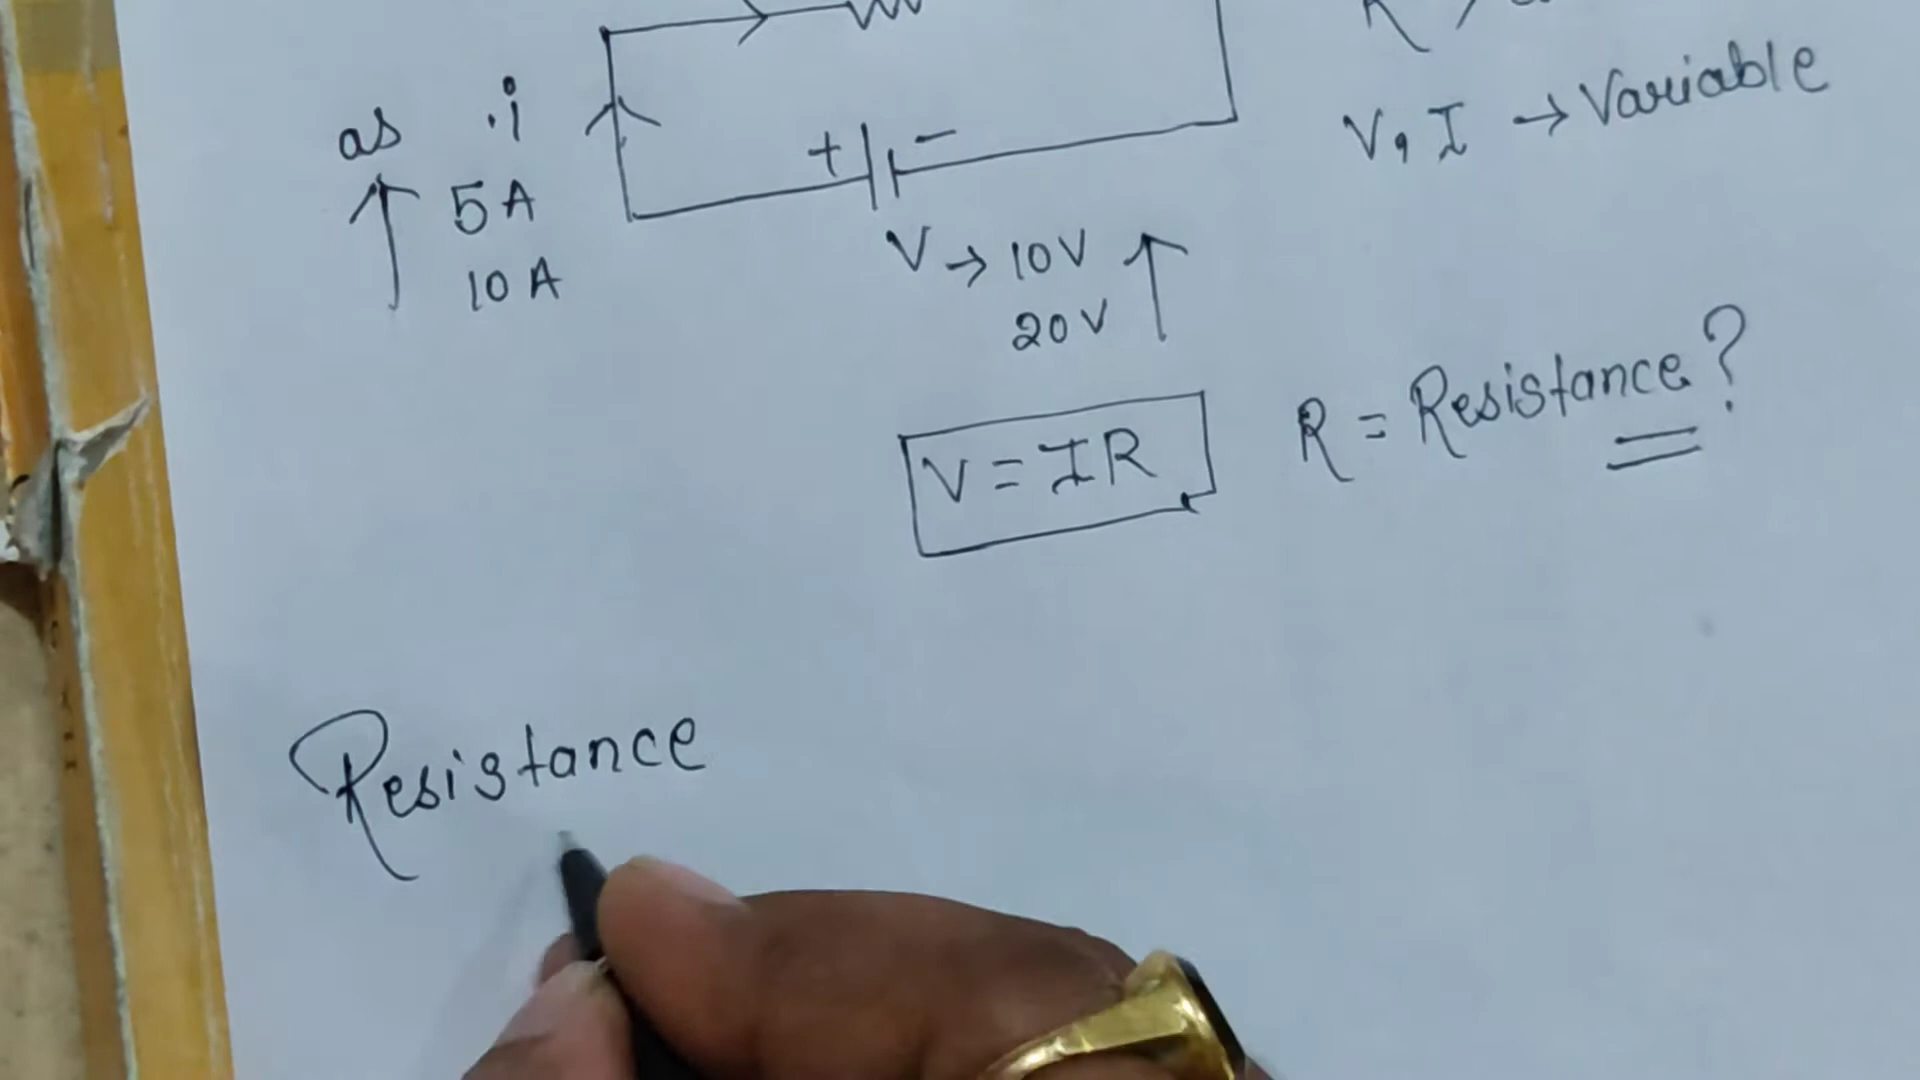 as i
5A
10A
+ -
V → 10V
20V
V, I → Variable
V = IR
R = Resistance?
Resistance